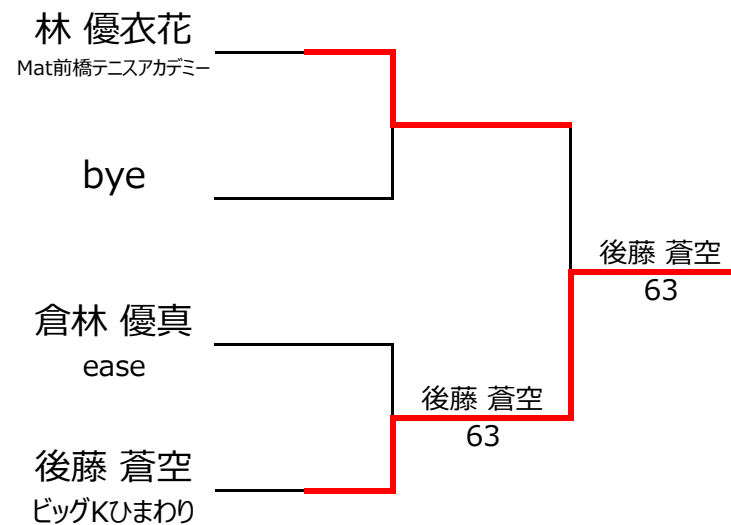 林 優衣花
Mat前橋テニスアカデミー
bye
後藤 蒼空
63
倉林 優真
ease
後藤 蒼空
63
後藤 蒼空
ビッグKひまわり